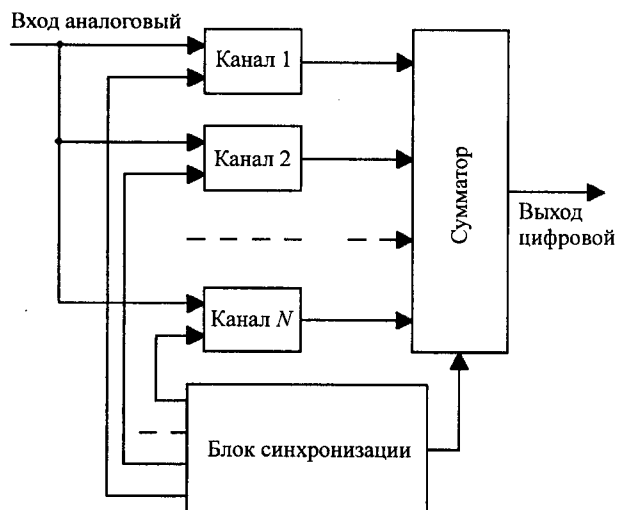 Вход аналоговый
Канал 1
Канал 2
Сумматор
Выход
цифровой
Канал N
Блок синхронизации